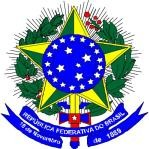 REPÚBLICA FEDERATIVA DO BRASIL
15 de Novembro de 1889